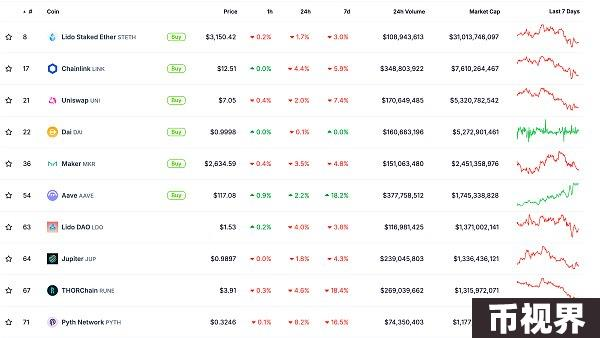 # Coin Price 1h 24h 7d 24h Volume Market Cap Last 7 Days
8 Lido Staked Ether STETH Buy $3,150.42 0.2% 1.7% 3.0% $108,943,613 $31,013,746,097
17 Chainlink LINK Buy $12.51 0.0% 4.4% 5.9% $348,803,922 $7,610,264,467
21 Uniswap UNI Buy $7.05 0.4% 2.0% 7.4% $170,649,485 $5,320,782,542
22 Dai DAI Buy $0.9998 0.0% 0.1% 0.0% $160,663,196 $5,272,901,461
36 Maker MKR Buy $2,634.59 0.4% 3.5% 4.8% $151,063,480 $2,451,358,976
54 Aave AAVE Buy $117.08 0.9% 2.2% 18.2% $377,758,512 $1,745,338,828
63 Lido DAO LDO $1.53 0.2% 4.0% 3.8% $116,981,425 $1,371,002,141
64 Jupiter JUP $0.9897 0.0% 1.8% 4.3% $239,045,803 $1,336,436,121
67 THORChain RUNE $3.91 0.3% 4.6% 18.4% $269,039,662 $1,315,972,071
71 Pyth Network PYTH $0.3246 0.1% 8.2% 16.5% $74,350,403 $1,177
币视界